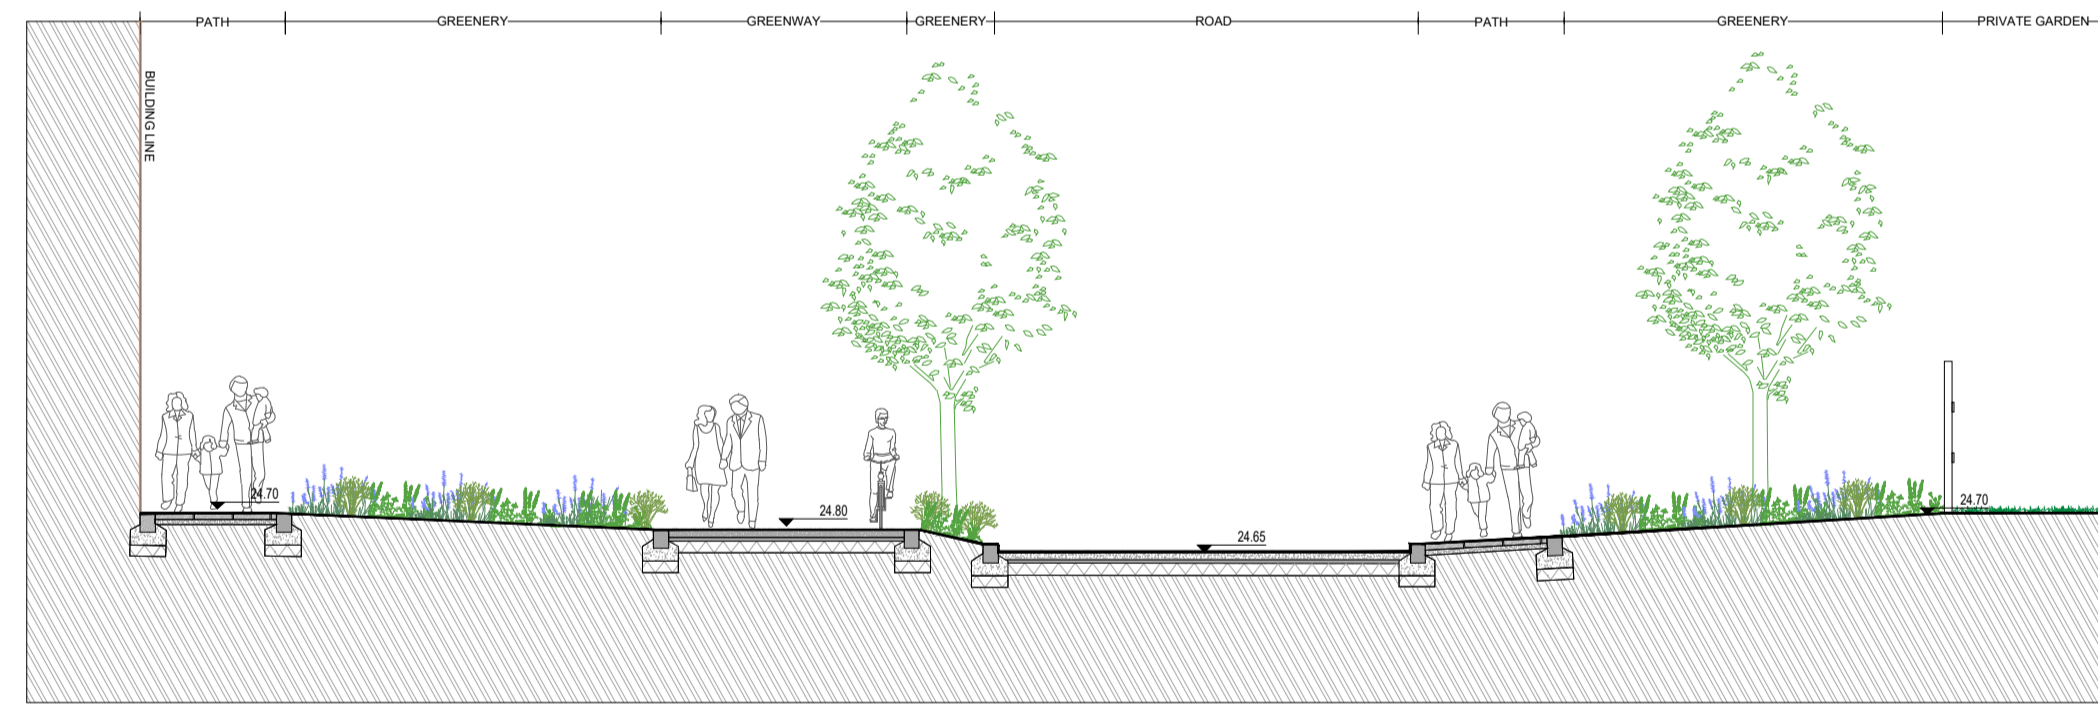 PATH
GREENERY
GREENWAY
GREENERY
ROAD
PATH
GREENERY
PRIVATE GARDEN
BUILDING LINE
24.70
24.80
24.65
24.70